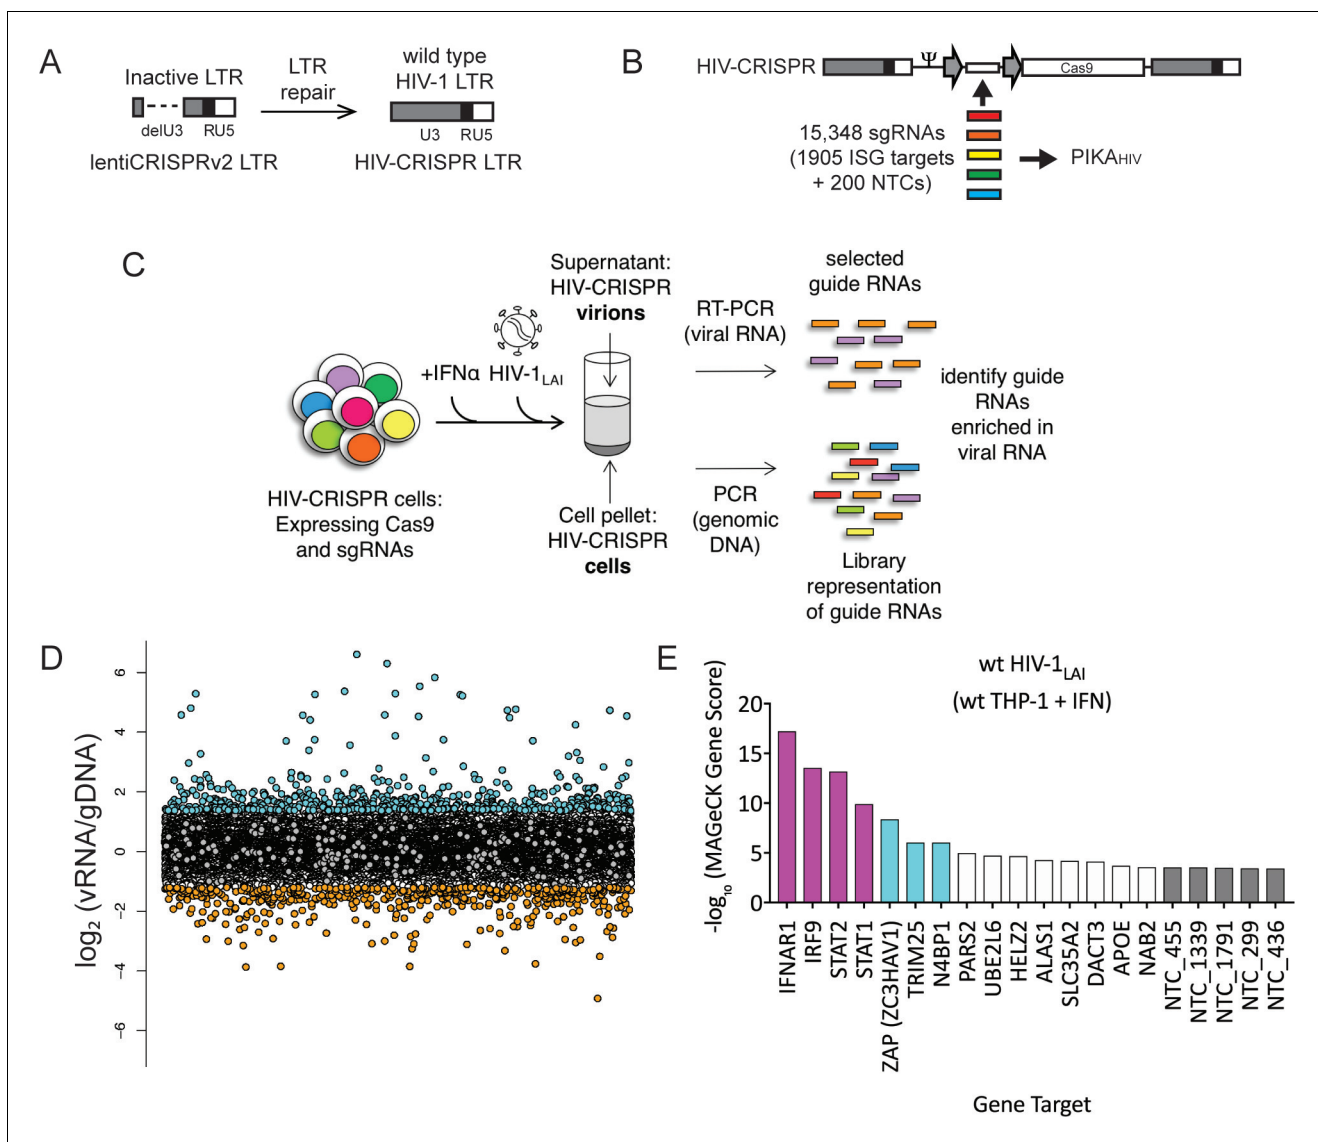 A
Inactive LTR
delU3
RU5
lentiCRISPRv2 LTR
LTR
repair
wild type
HIV-1 LTR
U3
RU5
HIV-CRISPR LTR
B
HIV-CRISPR
Ψ
Cas9
15,348 sgRNAs
(1905 ISG targets
+ 200 NTCs)
PIKAHIV
C
HIV-CRISPR cells:
Expressing Cas9
and sgRNAs
+IFNα
HIV-1LAI
Supernatant:
HIV-CRISPR
virions
Cell pellet:
HIV-CRISPR
cells
RT-PCR
(viral RNA)
PCR
(genomic
DNA)
selected
guide RNAs
identify guide
RNAs
enriched in
viral RNA
Library
representation
of guide RNAs
D
log2 (vRNA/gDNA)
6
4
2
0
−2
−4
−6
E
wt HIV-1LAI
(wt THP-1 + IFN)
-log10 (MAGeCK Gene Score)
20
15
10
5
0
IFNAR1
IRF9
STAT2
STAT1
ZAP (ZC3HAV1)
TRIM25
N4BP1
PARS2
UBE2L6
HELZ2
ALAS1
SLC35A2
DACT3
APOE
NAB2
NTC_455
NTC_1339
NTC_1791
NTC_299
NTC_436
Gene Target